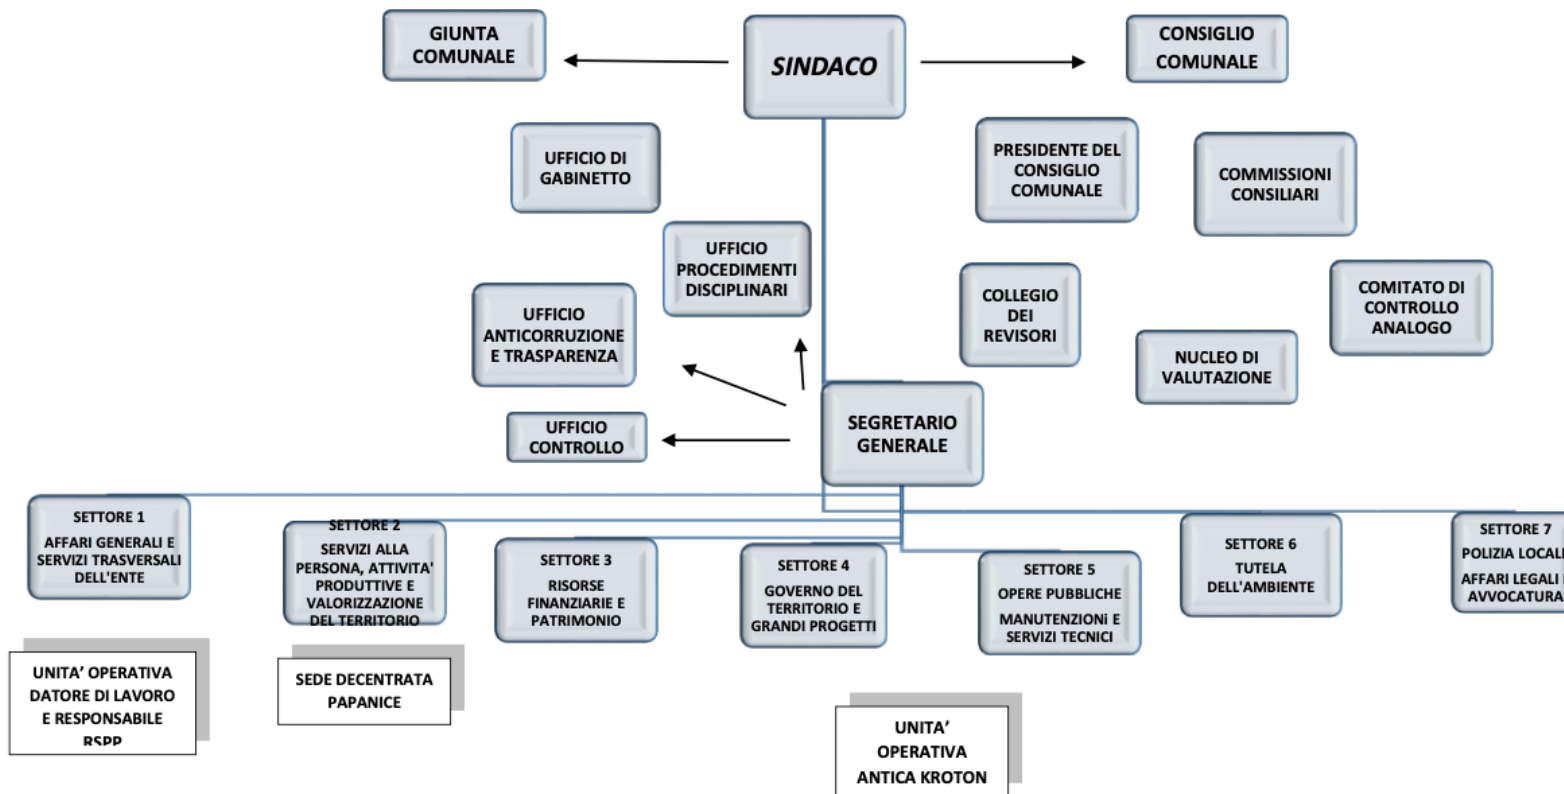 GIUNTA
COMUNALE
SINDACO
CONSIGLIO
COMUNALE
UFFICIO DI
GABINETTO
PRESIDENTE DEL
CONSIGLIO
COMUNALE
COMMISSIONI
CONSILIARI
UFFICIO
PROCEDIMENTI
DISCIPLINARI
UFFICIO
ANTICORRUZIONE
E TRASPARENZA
COLLEGIO
DEI
REVISORI
COMITATO DI
CONTROLLO
ANALOGO
NUCLEO DI
VALUTAZIONE
UFFICIO
CONTROLLO
SEGRETARIO
GENERALE
SETTORE 1
AFFARI GENERALI E
SERVIZI TRASVERSALI
DELL'ENTE
SETTORE 2
SERVIZI ALLA
PERSONA, ATTIVITA'
PRODUTTIVE E
VALORIZZAZIONE
DEL TERRITORIO
SETTORE 3
RISORSE
FINANZIARIE E
PATRIMONIO
SETTORE 4
GOVERNO DEL
TERRITORIO E
GRANDI PROGETTI
SETTORE 5
OPERE PUBBLICHE
MANUTENZIONi E
SERVIZI TECNICI
SETTORE 6
TUTELA
DELL'AMBIENTE
SETTORE 7
POLIZIA LOCALE
AFFARI LEGALI E
AVVOCATURA
UNITA’ OPERATIVA
DATORE DI LAVORO
E RESPONSABILE
RSPP
SEDE DECENTRATA
PAPANICE
UNITA’
OPERATIVA
ANTICA KROTON